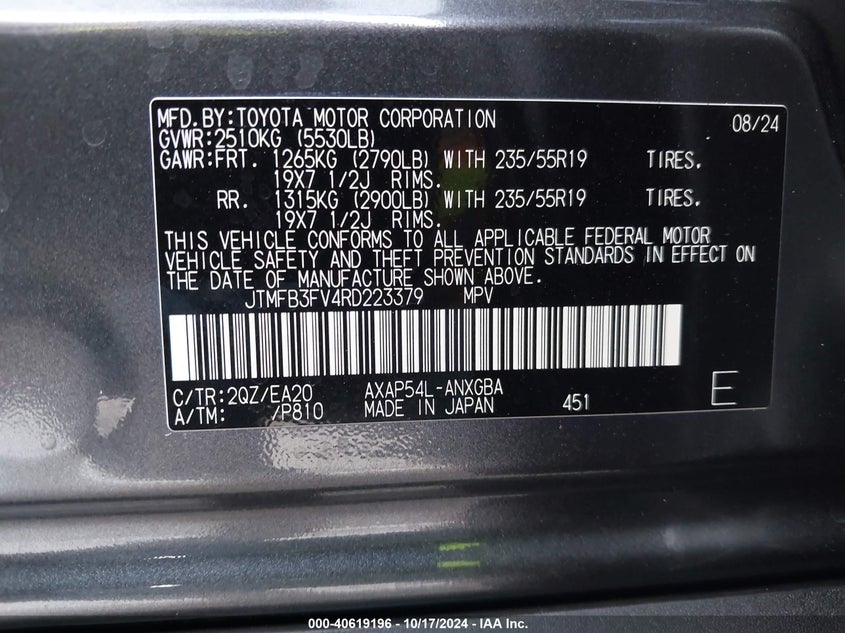 MFD.BY:TOYOTA MOTOR CORPORATION 08/24
GVWR:2510KG (5530LB)
GAWR:FRT. 1265KG (2790LB) WITH 235/55R19 TIRES.
19X7 1/2J RIMS.
RR. 1315KG (2900LB) WITH 235/55R19 TIRES.
19X7 1/2J RIMS.
THIS VEHICLE CONFORMS TO ALL APPLICABLE FEDERAL MOTOR
VEHICLE SAFETY AND THEFT PREVENTION STANDARDS IN EFFECT ON
THE DATE OF MANUFACTURE SHOWN ABOVE.
JTMFB3FV4RD223379 MPV
C/TR:2QZ/EA20 AXAP54L-ANXGBA E
A/TM: /P810 MADE IN JAPAN 451
000-40619196 - 10/17/2024 - IAA Inc.